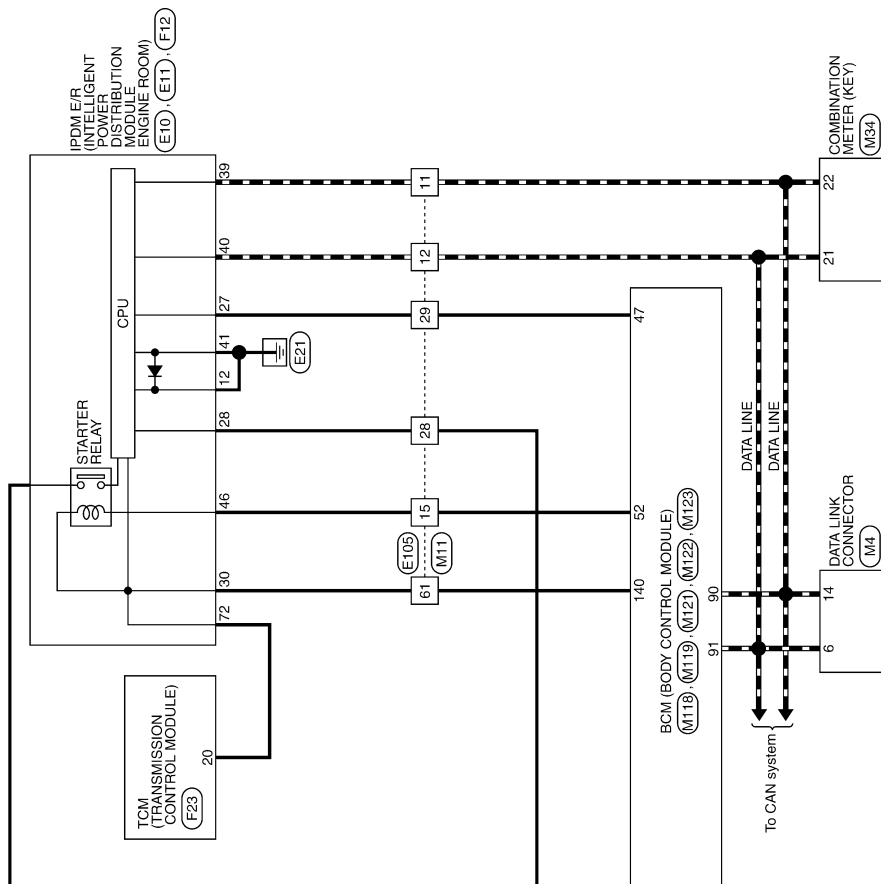 IPDM E/R
(INTELLIGENT
POWER
DISTRIBUTION
MODULE
ENGINE ROOM)
E10 , E11 , F12
CPU
STARTER
RELAY
39
40
27
41
12
28
46
30
72
E21
11
12
29
28
15
61
E105
M11
TCM
(TRANSMISSION
CONTROL MODULE)
F23
20
47
52
140
BCM (BODY CONTROL MODULE)
M118 , M119 , M121 , M122 , M123
90
91
DATA LINE
DATA LINE
To CAN system
COMBINATION
METER (KEY)
M34
22
21
DATA LINK
CONNECTOR
M4
14
6